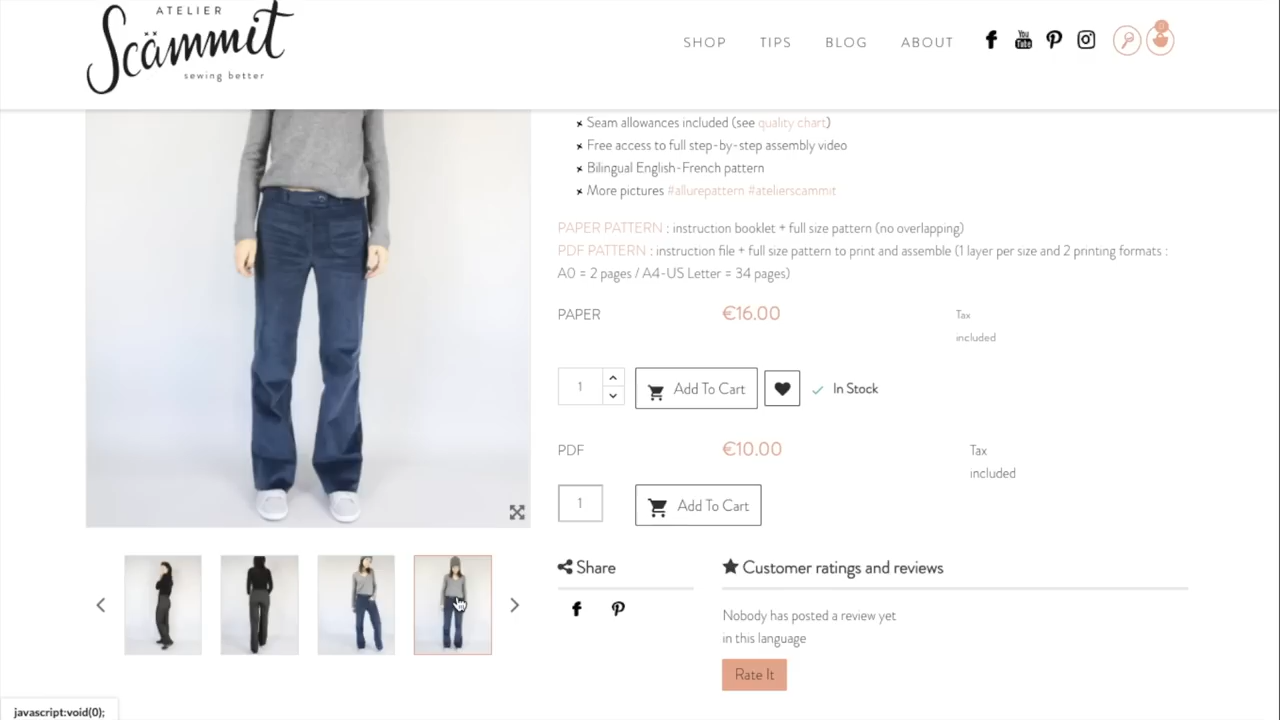 ATELIER
Scämmit
sewing better
SHOP TIPS BLOG ABOUT
You
Tube
0
Seam allowances included (see quality chart)
Free access to full step-by-step assembly video
Bilingual English-French pattern
More pictures #allurepattern #atelierscammit
PAPER PATTERN : instruction booklet + full size pattern (no overlapping)
PDF PATTERN : instruction file + full size pattern to print and assemble (1 layer per size and 2 printing formats :
A0 = 2 pages / A4-US Letter = 34 pages)
PAPER €16.00 Tax
included
1 Add To Cart In Stock
PDF €10.00 Tax
included
1 Add To Cart
Share Customer ratings and reviews
Nobody has posted a review yet
in this language
Rate It
javascript:void(0);